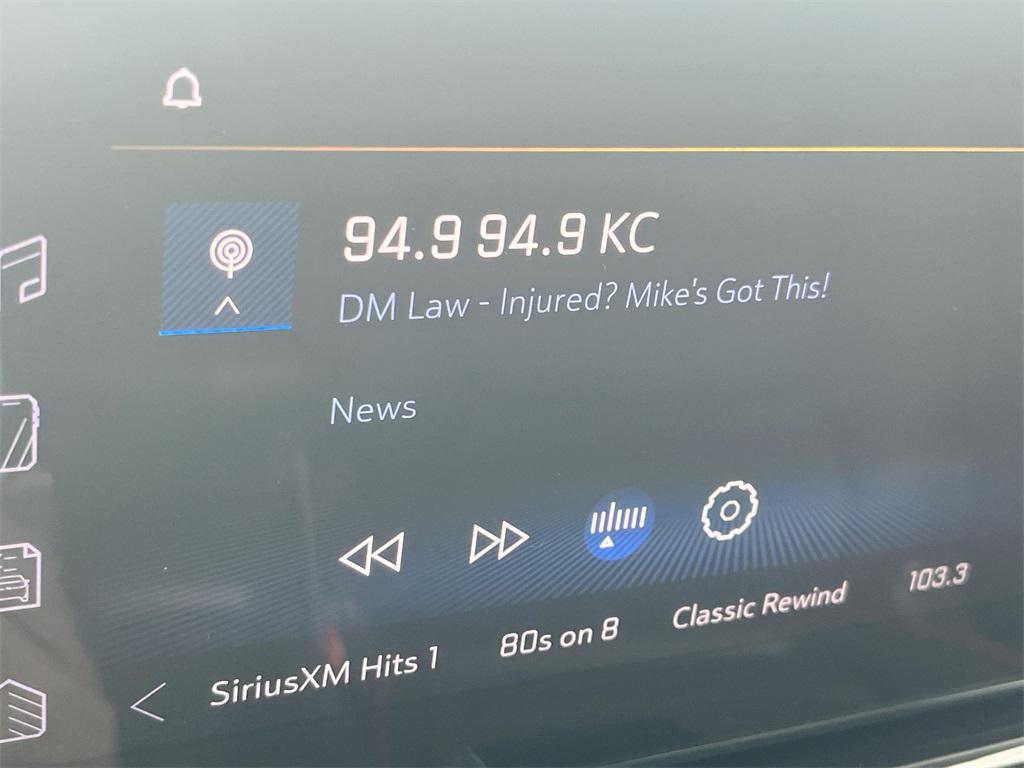 94.9 94.9 KC
DM Law - Injured? Mike's Got This!
News
SiriusXM Hits 1 80s on 8 Classic Rewind 103.3